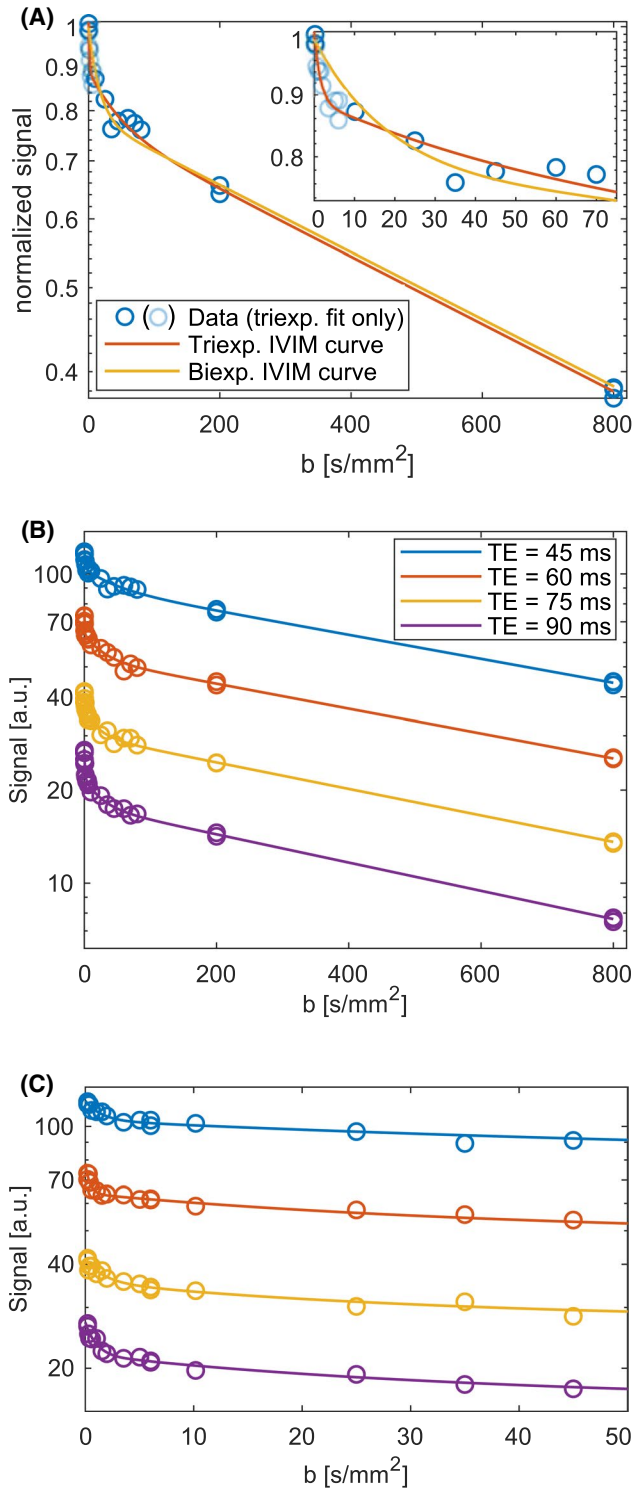 (A)
1
0.9
0.8
0.7
0.6
0.5
0.4
normalized signal
1
0.9
0.8
0 10 20 30 40 50 60 70
( ) Data (triexp. fit only)
Triexp. IVIM curve
Biexp. IVIM curve
0 200 400 600 800
b [s/mm²]
(B)
100
70
40
20
10
Signal [a.u.]
TE = 45 ms
TE = 60 ms
TE = 75 ms
TE = 90 ms
0 200 400 600 800
b [s/mm²]
(C)
100
70
40
20
Signal [a.u.]
0 10 20 30 40 50
b [s/mm²]